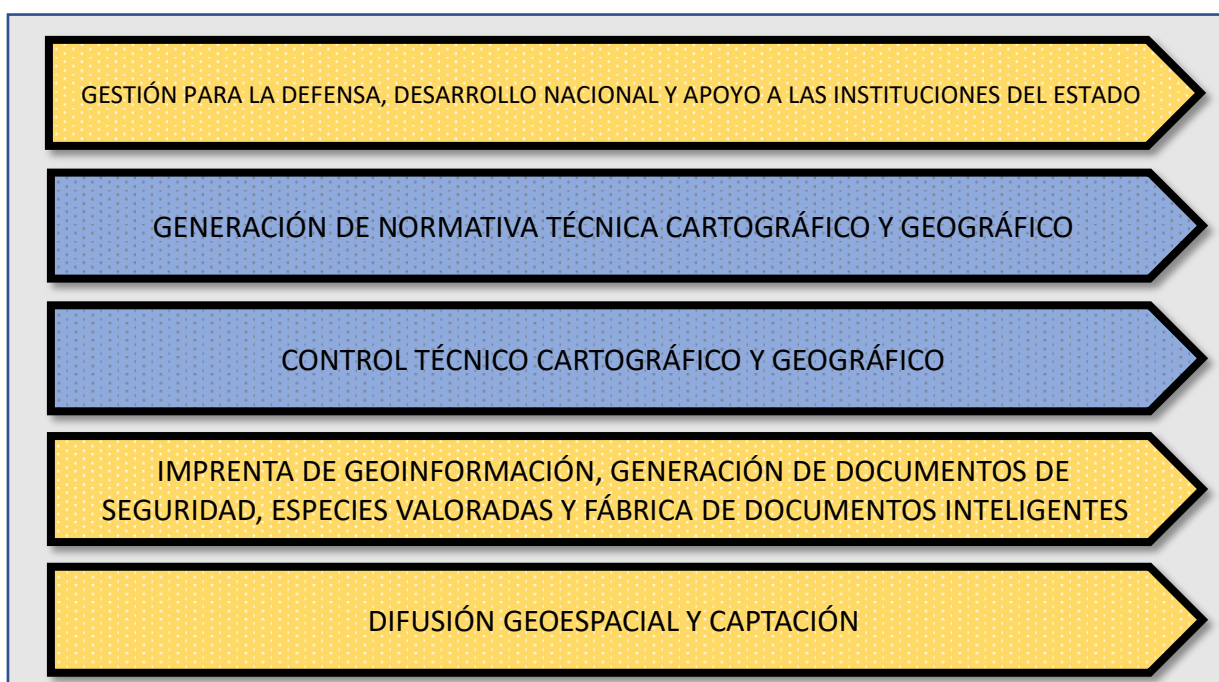 GESTIÓN PARA LA DEFENSA, DESARROLLO NACIONAL Y APOYO A LAS INSTITUCIONES DEL ESTADO
GENERACIÓN DE NORMATIVA TÉCNICA CARTOGRÁFICO Y GEOGRÁFICO
CONTROL TÉCNICO CARTOGRÁFICO Y GEOGRÁFICO
IMPRENTA DE GEOINFORMACIÓN, GENERACIÓN DE DOCUMENTOS DE
SEGURIDAD, ESPECIES VALORADAS Y FÁBRICA DE DOCUMENTOS INTELIGENTES
DIFUSIÓN GEOESPACIAL Y CAPTACIÓN